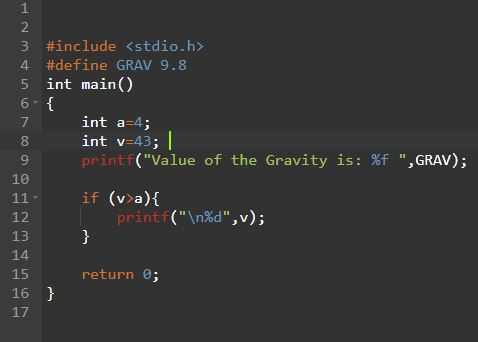 1
2
3 #include <stdio.h>
4 #define GRAV 9.8
5 int main()
6 {
7 int a=4;
8 int v=43;
9 printf("Value of the Gravity is: %f ",GRAV);
10
11 if (v>a){
12 printf("\n%d",v);
13 }
14
15 return 0;
16 }
17